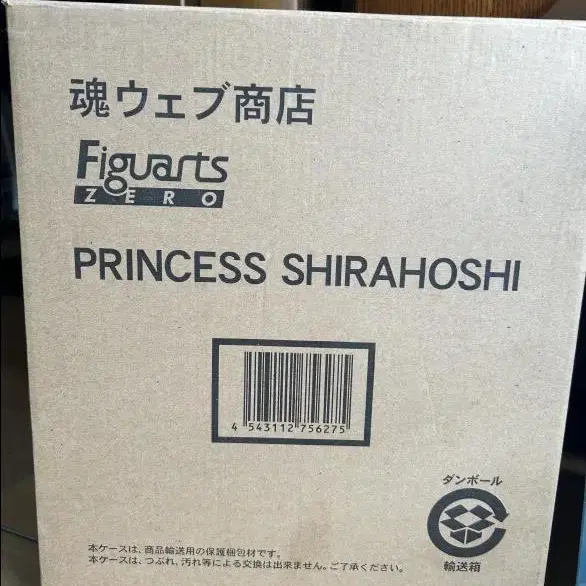 魂ウェブ商店
Figuarts
ZERO
PRINCESS SHIRAHOSHI
4 543112 756275
ダンボール
輸送箱
本ケースは、商品輸送用の保護梱包材です。
本ケースは、つぶれ、汚れ等による交換は出来ません。ご了承ください。